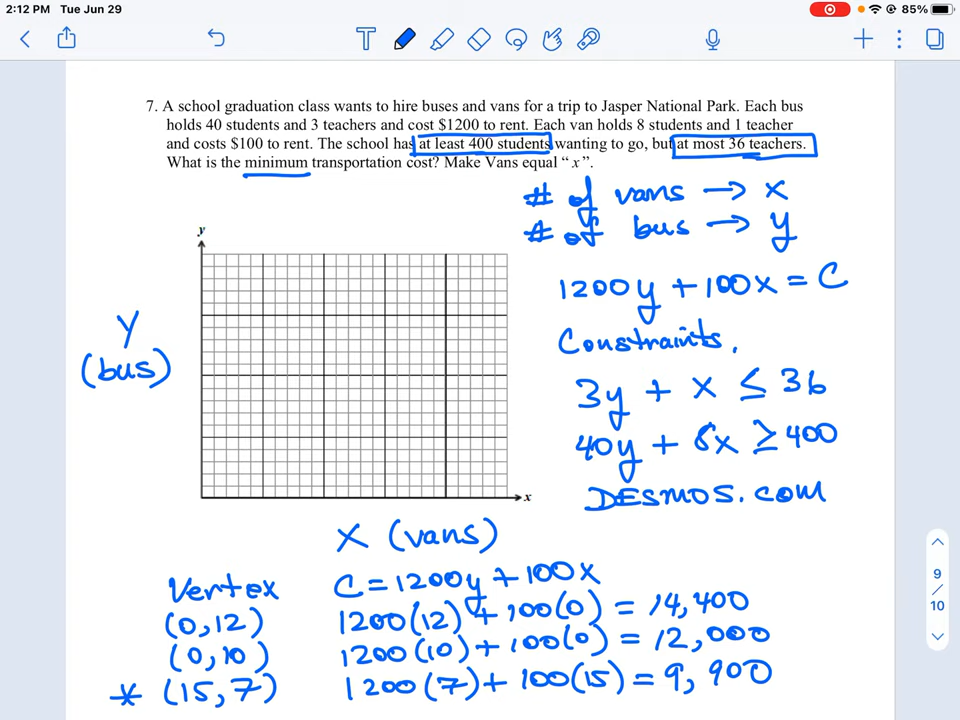 2:12 PM Tue Jun 29
85%
7. A school graduation class wants to hire buses and vans for a trip to Jasper National Park. Each bus
holds 40 students and 3 teachers and cost $1200 to rent. Each van holds 8 students and 1 teacher
and costs $100 to rent. The school has at least 400 students wanting to go, but at most 36 teachers.
What is the minimum transportation cost? Make Vans equal “ x ”.
# of vans → x
# of bus → y
y
1200y + 100x = C
Y
(bus)
Constraints.
3y + x ≤ 36
40y + 8x ≥ 400
DESMOS.COM
x
X (vans)
Vertex
C = 1200y + 100x
(0,12)
1200(12) + 100(0) = 14,400
(0,10)
1200(10) + 100(0) = 12,000
* (15,7)
1200(7) + 100(15) = 9,900
9
/
10